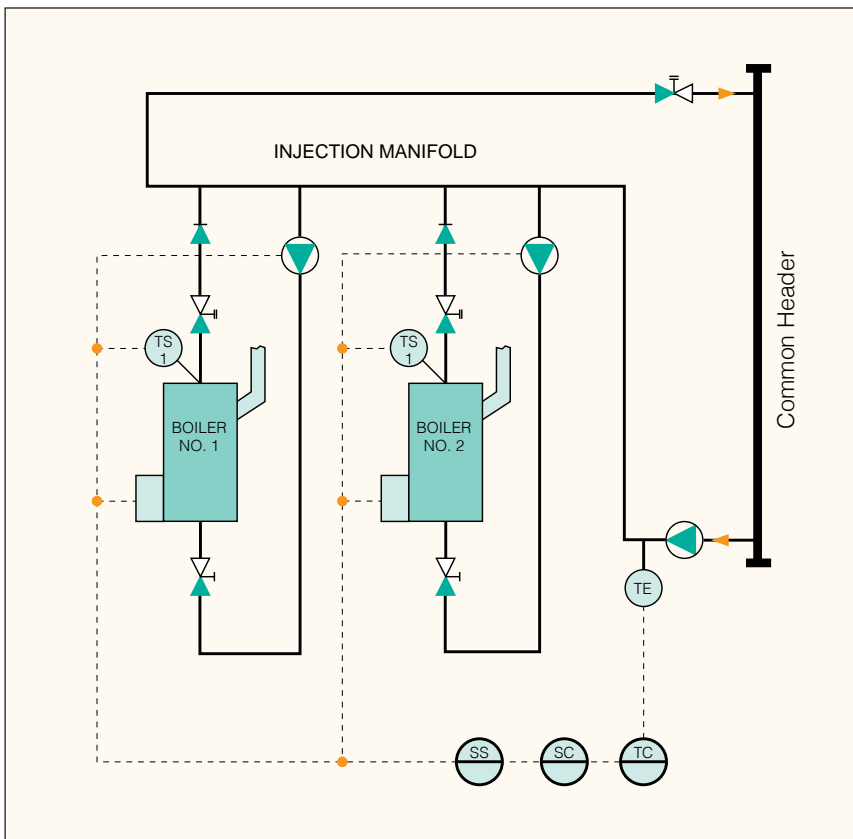 INJECTION MANIFOLD
Common Header
TS
1
TS
1
BOILER
NO. 1
BOILER
NO. 2
TE
SS
SC
TC